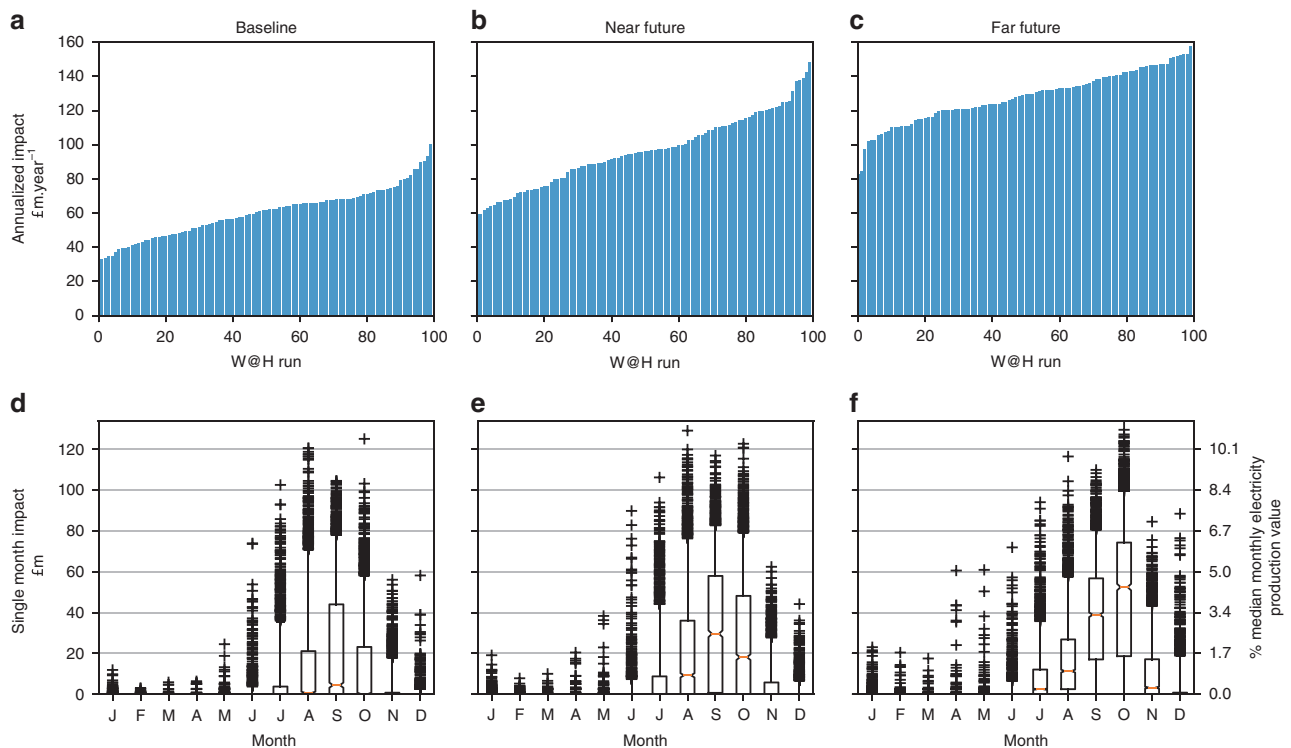 a Baseline
b Near future
c Far future
Annualized impact
£m.year⁻¹
160
140
120
100
80
60
40
20
0
0 20 40 60 80 100
W@H run
0 20 40 60 80 100
W@H run
0 20 40 60 80 100
W@H run
d
e
f
Single month impact
£m
120
100
80
60
40
20
0
J F M A M J J A S O N D
Month
J F M A M J J A S O N D
Month
J F M A M J J A S O N D
Month
10.1
8.4
6.7
5.0
3.4
1.7
0.0
% median monthly electricity
production value